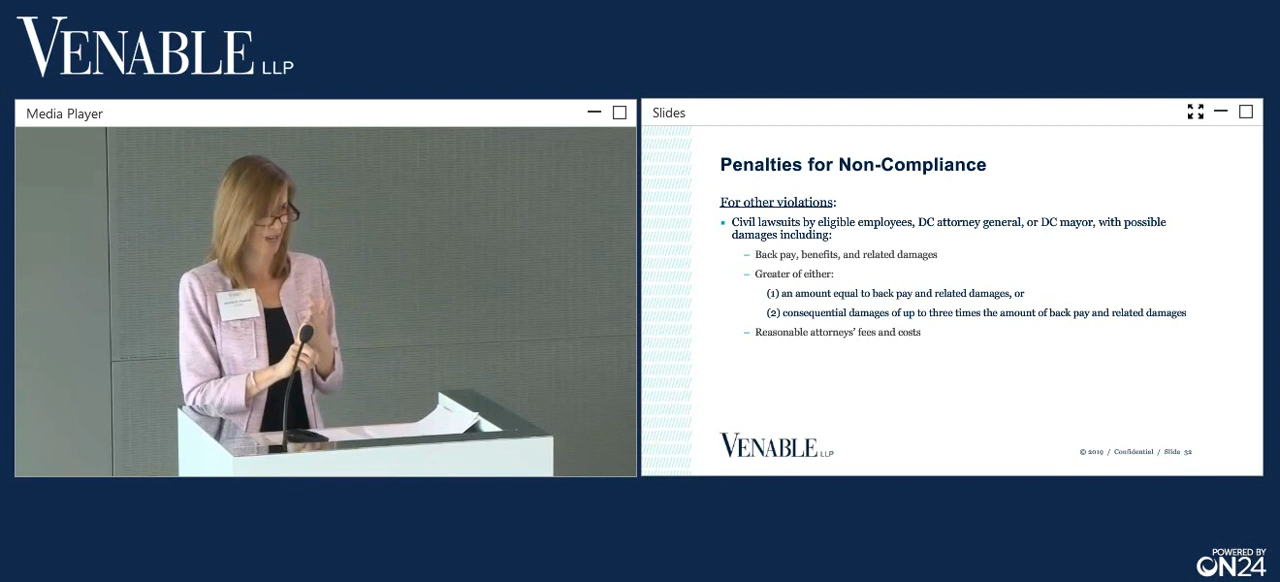 VENABLE LLP
Media Player
Slides
Penalties for Non-Compliance
For other violations:
▪ Civil lawsuits by eligible employees, DC attorney general, or DC mayor, with possible
damages including:
– Back pay, benefits, and related damages
– Greater of either:
(1) an amount equal to back pay and related damages, or
(2) consequential damages of up to three times the amount of back pay and related damages
– Reasonable attorneys' fees and costs
VENABLE LLP
© 2019 / Confidential / Slide 32
POWERED BY
ON24